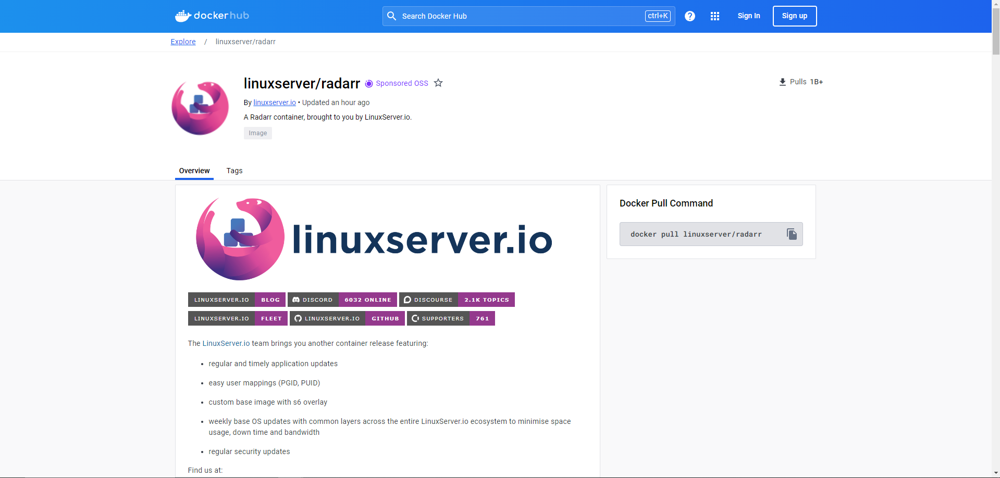 docker hub
Search Docker Hub
ctrl+K
?
Sign In
Sign up
Explore / linuxserver/radarr
linuxserver/radarr
Sponsored OSS
Pulls 1B+
By linuxserver.io • Updated an hour ago
A Radarr container, brought to you by LinuxServer.io.
Image
Overview
Tags
linuxserver.io
LINUXSERVER.IO BLOG
DISCORD 6032 ONLINE
DISCOURSE 2.1K TOPICS
LINUXSERVER.IO FLEET
LINUXSERVER.IO GITHUB
SUPPORTERS 761
The LinuxServer.io team brings you another container release featuring:
• regular and timely application updates
• easy user mappings (PGID, PUID)
• custom base image with s6 overlay
• weekly base OS updates with common layers across the entire LinuxServer.io ecosystem to minimise space
usage, down time and bandwidth
• regular security updates
Find us at:
Docker Pull Command
docker pull linuxserver/radarr